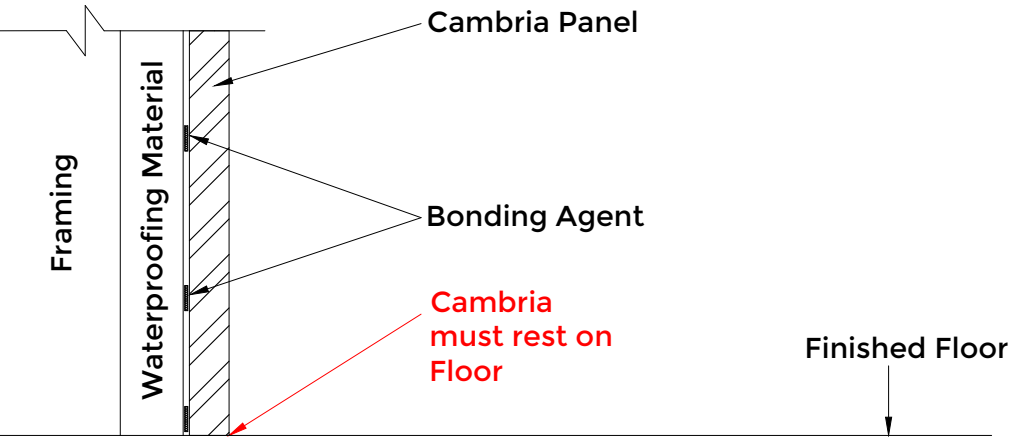 Cambria Panel
Framing
Waterproofing Material
Bonding Agent
Cambria
must rest on
Floor
Finished Floor